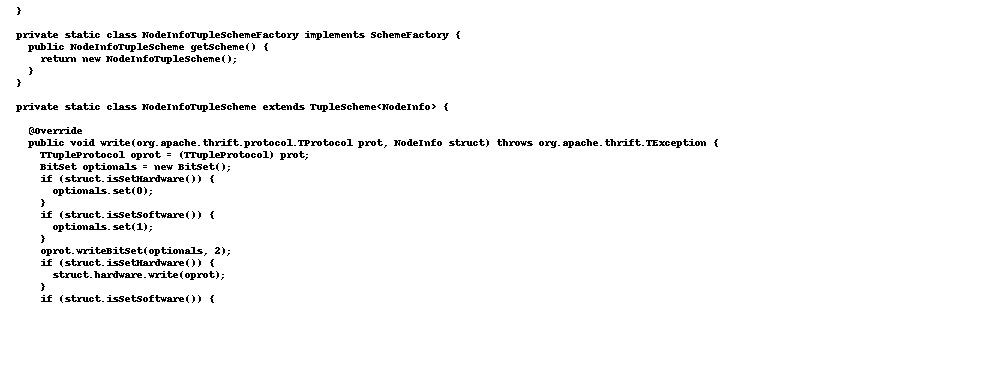 }

private static class NodeInfoTupleSchemeFactory implements SchemeFactory {
  public NodeInfoTupleScheme getScheme() {
    return new NodeInfoTupleScheme();
  }
}

private static class NodeInfoTupleScheme extends TupleScheme<NodeInfo> {

  @Override
  public void write(org.apache.thrift.protocol.TProtocol prot, NodeInfo struct) throws org.apache.thrift.TException {
    TTupleProtocol oprot = (TTupleProtocol) prot;
    BitSet optionals = new BitSet();
    if (struct.isSetHardware()) {
      optionals.set(0);
    }
    if (struct.isSetSoftware()) {
      optionals.set(1);
    }
    oprot.writeBitSet(optionals, 2);
    if (struct.isSetHardware()) {
      struct.hardware.write(oprot);
    }
    if (struct.isSetSoftware()) {